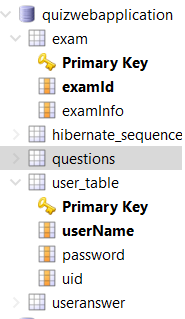 quizwebapplication
exam
Primary Key
examId
examInfo
hibernate_sequence
questions
user_table
Primary Key
userName
password
uid
useranswer